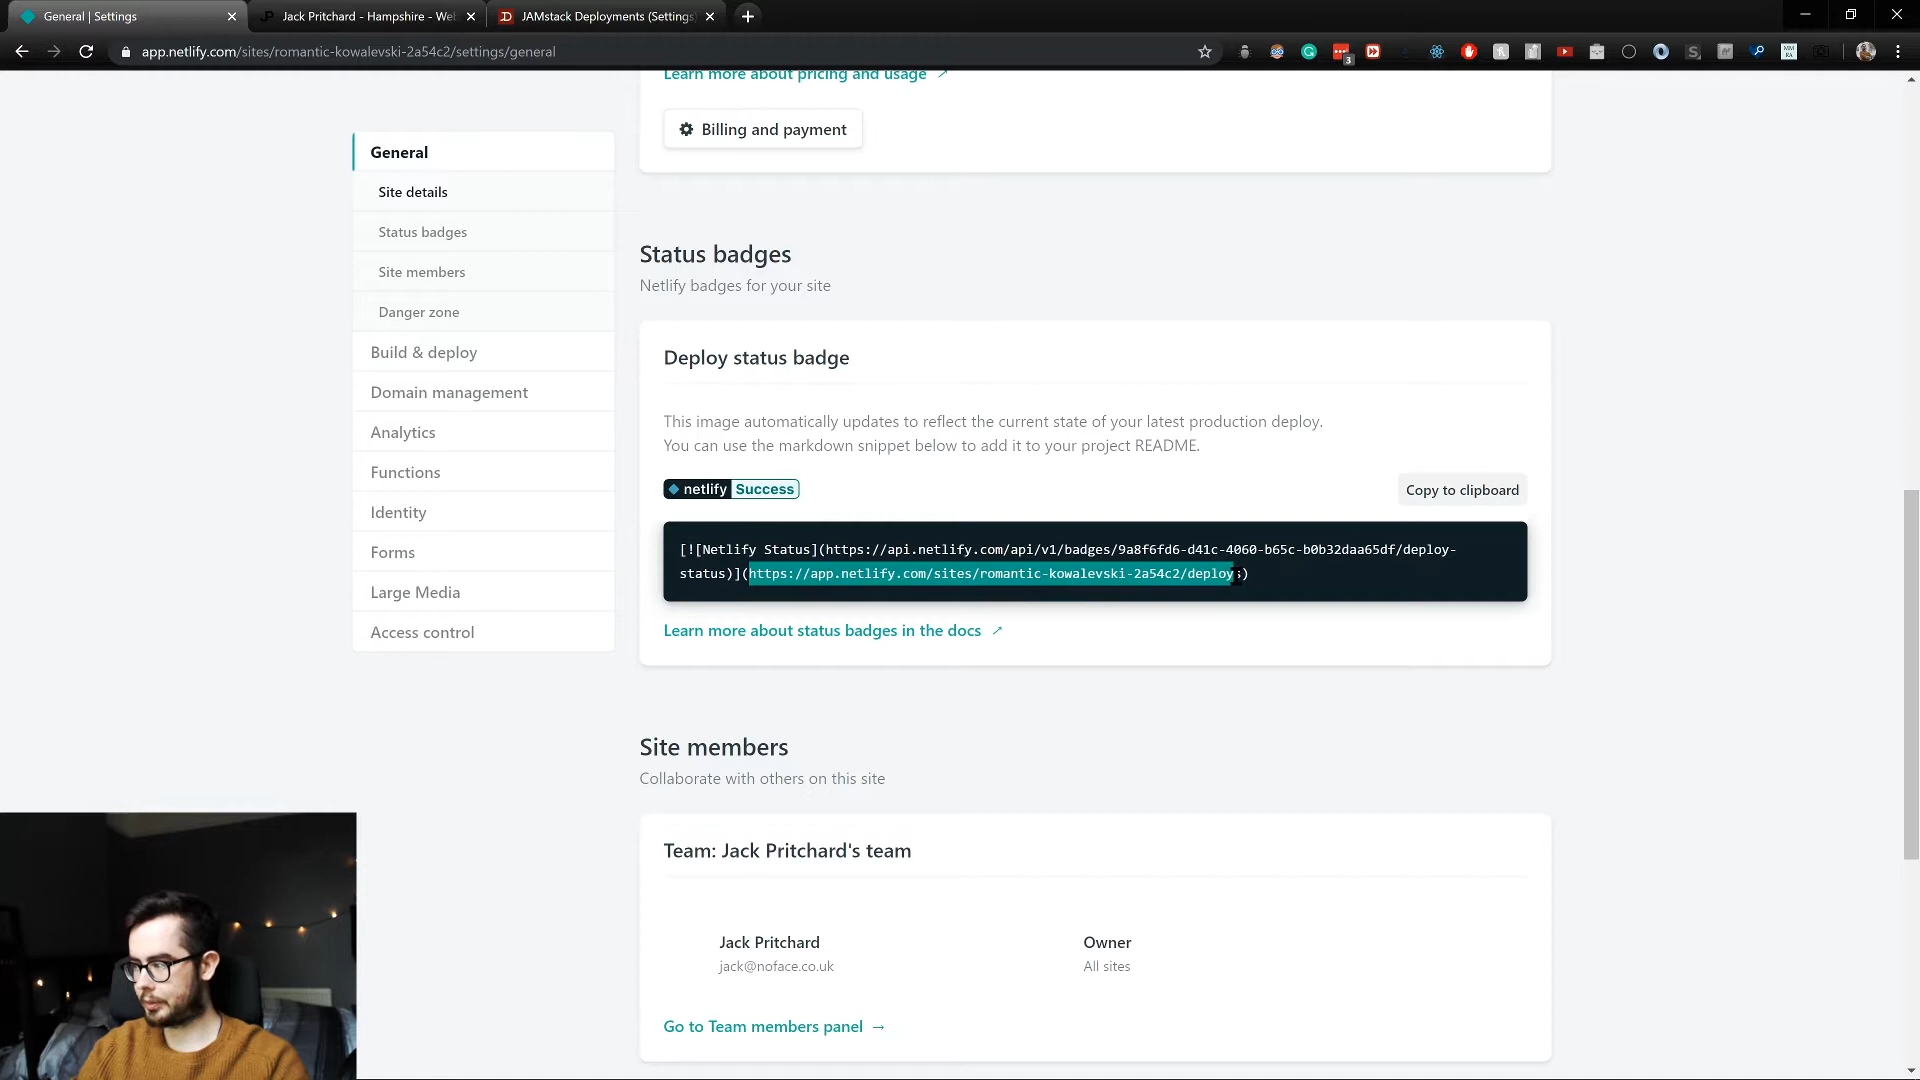 General | Settings
Jack Pritchard - Hampshire - Web
JAMstack Deployments (Settings
app.netlify.com/sites/romantic-kowalevski-2a54c2/settings/general
3
Learn more about pricing and usage
Billing and payment
General
Site details
Status badges
Site members
Danger zone
Build & deploy
Domain management
Analytics
Functions
Identity
Forms
Large Media
Access control
Status badges
Netlify badges for your site
Deploy status badge
This image automatically updates to reflect the current state of your latest production deploy.
You can use the markdown snippet below to add it to your project README.
netlify Success
Copy to clipboard
[![Netlify Status](https://api.netlify.com/api/v1/badges/9a8f6fd6-d41c-4060-b65c-b0b32daa65df/deploy-
status)](https://app.netlify.com/sites/romantic-kowalevski-2a54c2/deploys)
Learn more about status badges in the docs
Site members
Collaborate with others on this site
Team: Jack Pritchard's team
Jack Pritchard
Owner
jack@noface.co.uk
All sites
Go to Team members panel →